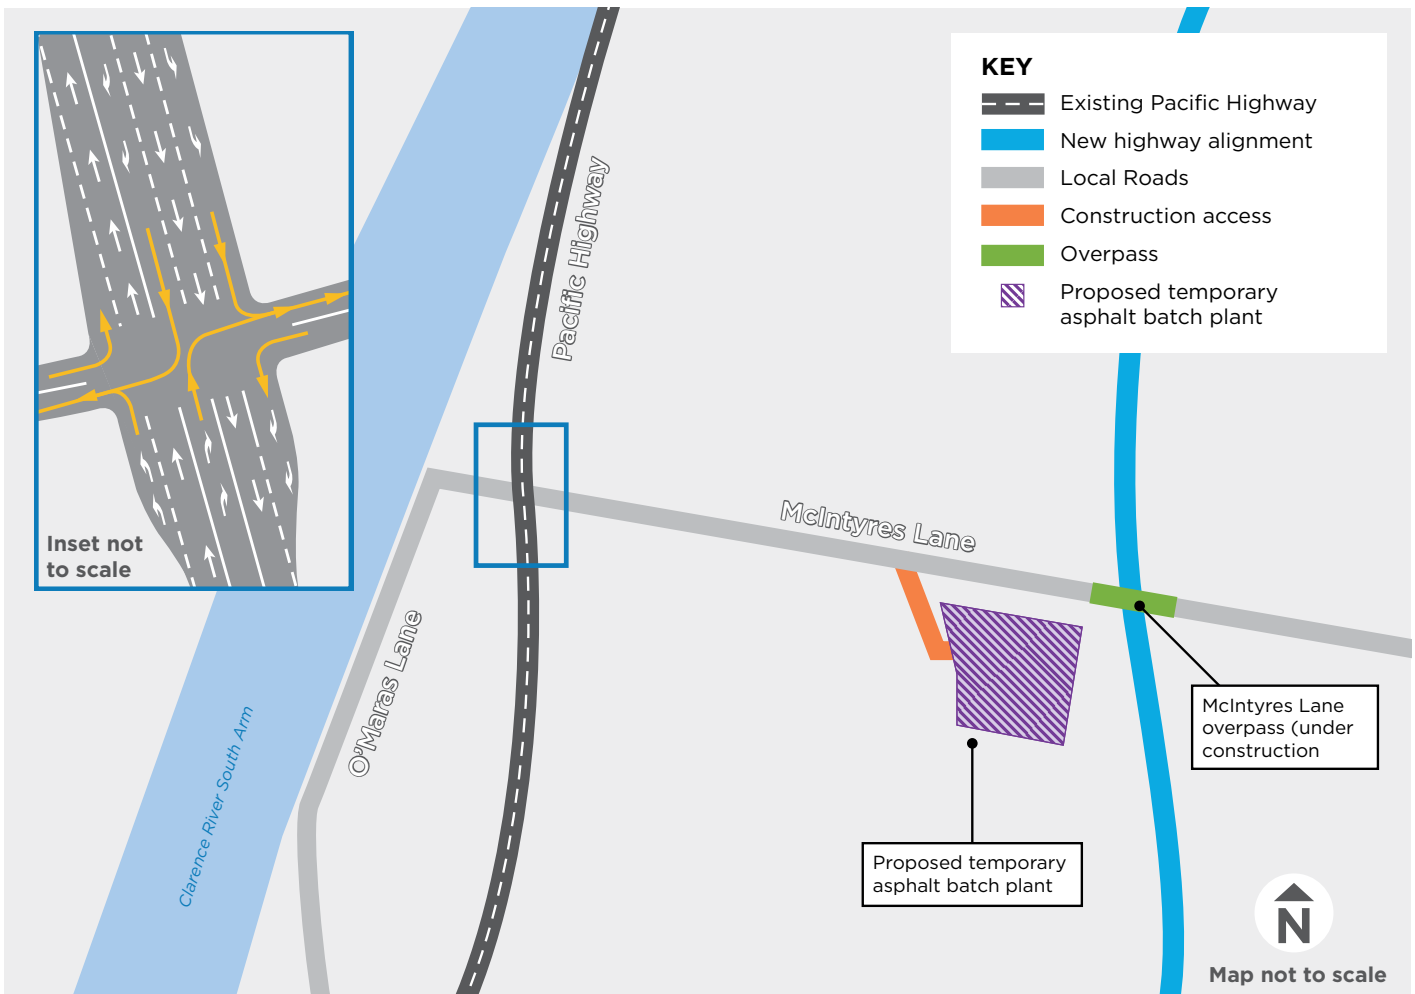 Inset not
to scale
KEY
Existing Pacific Highway
New highway alignment
Local Roads
Construction access
Overpass
Proposed temporary
asphalt batch plant
Pacific Highway
McIntyres Lane
O'Maras Lane
Clarence River South Arm
McIntyres Lane
overpass (under
construction
Proposed temporary
asphalt batch plant
N
Map not to scale